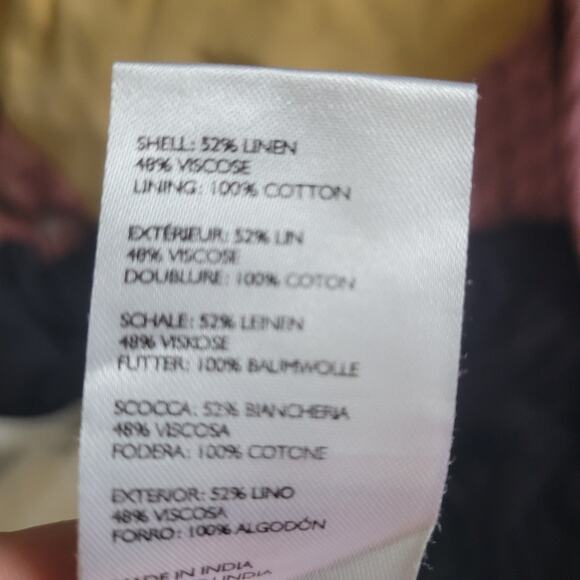 SHELL: 52% LINEN
48% VISCOSE
LINING: 100% COTTON
EXTÉRIEUR: 52% LIN
48% VISCOSE
DOUBLURE: 100% COTON
SCHALE: 52% LEINEN
48% VISKOSE
FUTTER: 100% BAUMWOLLE
SCOCCA: 52% BIANCHERIA
48% VISCOSA
FODERA: 100% COTONE
EXTERIOR: 52% LINO
48% VISCOSA
FORRO: 100% ALGODÓN
MADE IN INDIA
INDIA